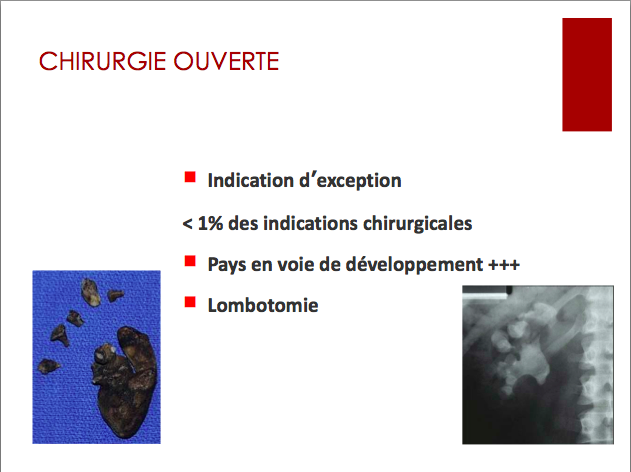 CHIRURGIE OUVERTE
Indication d’exception
< 1% des indications chirurgicales
Pays en voie de développement +++
Lombotomie